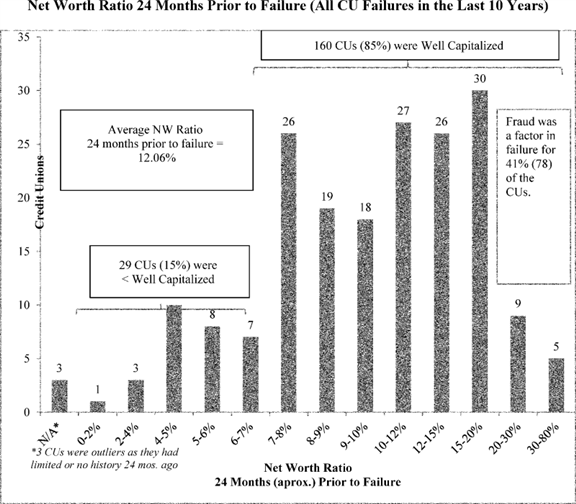 Net Worth Ratio 24 Months Prior to Failure (All CU Failures in the Last 10 Years)
35
160 CUs (85%) were Well Capitalized
30
30
26
27
26
Average NW Ratio
24 months prior to failure =
12.06%
Fraud was
a factor in
failure for
41% (78)
of the
CUs.
25
20
19
18
Credit Unions
15
29 CUs (15%) were
< Well Capitalized
10
8
7
9
5
5
3
1
3
0
N/A*
0-2%
2-4%
4-5%
5-6%
6-7%
7-8%
8-9%
9-10%
10-12%
12-15%
15-20%
20-30%
30-80%
*3 CUs were outliers as they had
limited or no history 24 mos. ago
Net Worth Ratio
24 Months (aprox.) Prior to Failure